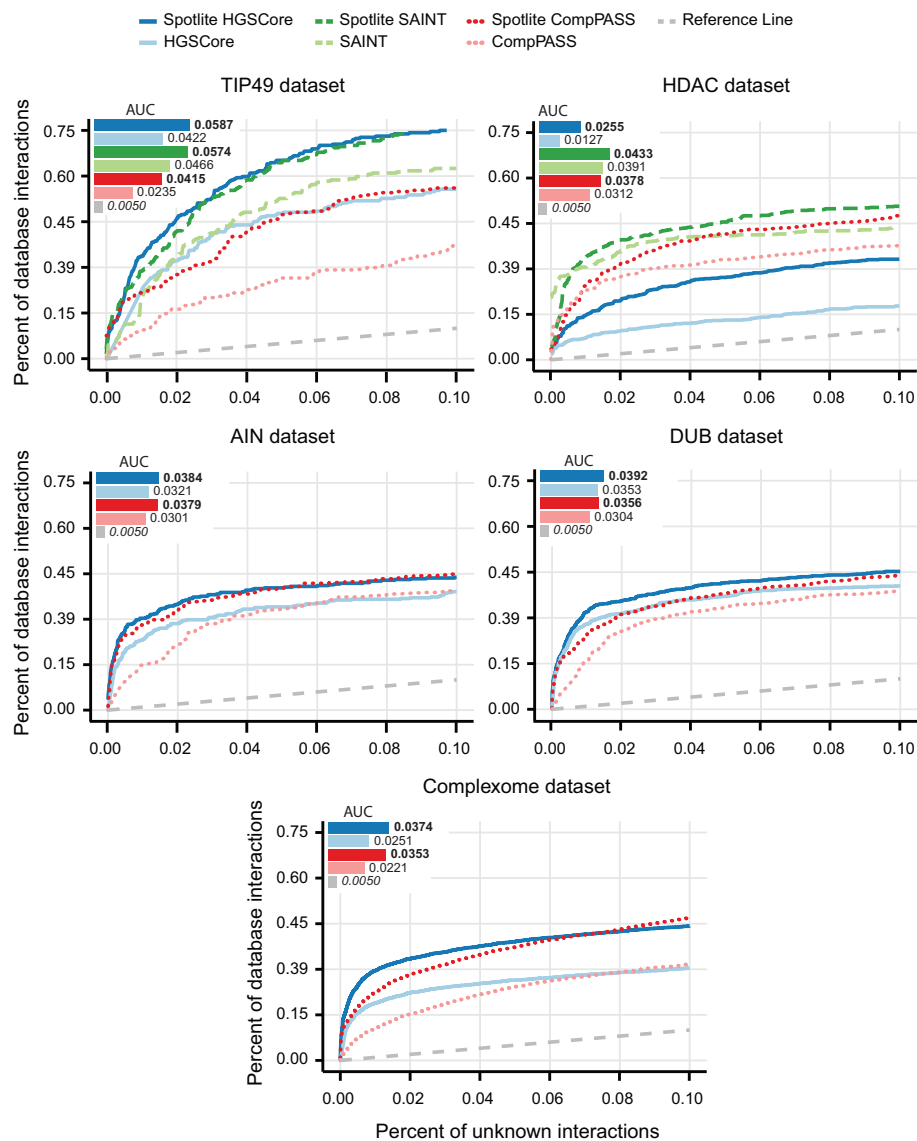 Spotlite HGSCore Spotlite SAINT Spotlite CompPASS Reference Line
HGSCore SAINT CompPASS
TIP49 dataset
AUC
0.0587
0.0422
0.0574
0.0466
0.0415
0.0235
0.0050
Percent of database interactions
0.75
0.60
0.45
0.39
0.15
0.00
0.00 0.02 0.04 0.06 0.08 0.10
HDAC dataset
AUC
0.0255
0.0127
0.0433
0.0391
0.0378
0.0312
0.0050
0.75
0.60
0.45
0.39
0.15
0.00
0.00 0.02 0.04 0.06 0.08 0.10
AIN dataset
AUC
0.0384
0.0321
0.0379
0.0301
0.0050
Percent of database interactions
0.75
0.60
0.45
0.39
0.15
0.00
0.00 0.02 0.04 0.06 0.08 0.10
DUB dataset
AUC
0.0392
0.0353
0.0356
0.0304
0.0050
0.75
0.60
0.45
0.39
0.15
0.00
0.00 0.02 0.04 0.06 0.08 0.10
Complexome dataset
AUC
0.0374
0.0251
0.0353
0.0221
0.0050
Percent of database interactions
0.75
0.60
0.45
0.39
0.15
0.00
0.00 0.02 0.04 0.06 0.08 0.10
Percent of unknown interactions